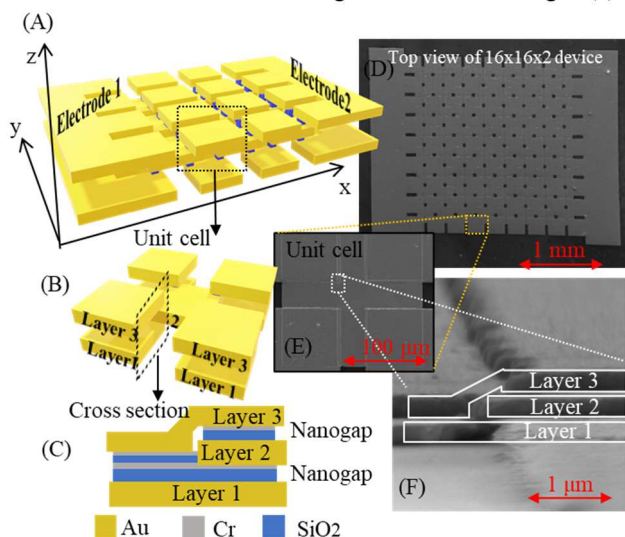 (A)
z
y
x
Electrode 1
Electrode2
Unit cell
Top view of 16x16x2 device
(D)
1 mm
(B)
Layer 3
Layer1
2
Layer 3
Layer 1
Cross section
Unit cell
(E)
100 μm
(C)
Layer 3
Layer 2
Layer 1
Nanogap
Nanogap
Au
Cr
SiO2
Layer 3
Layer 2
Layer 1
(F)
1 μm